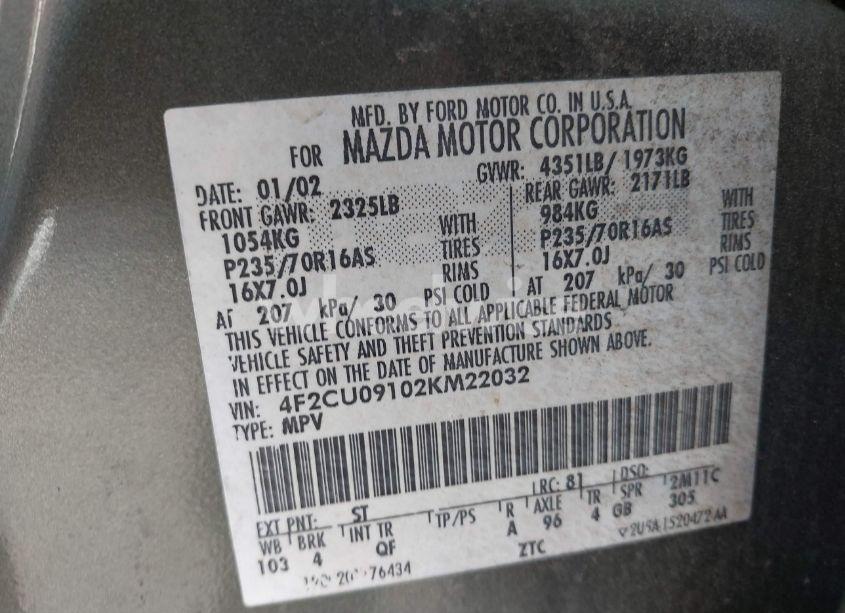 MFD. BY FORD MOTOR CO. IN U.S.A.
FOR MAZDA MOTOR CORPORATION
DATE: 01/02 GVWR: 4351LB/ 1973KG
FRONT GAWR: 2325LB REAR GAWR: 2171LB
1054KG WITH 984KG WITH
P235/70R16AS TIRES P235/70R16AS TIRES
16X7.0J RIMS 16X7.0J RIMS
AT 207 kPa/ 30 PSI COLD AT 207 kPa/ 30 PSI COLD
THIS VEHICLE CONFORMS TO ALL APPLICABLE FEDERAL MOTOR
VEHICLE SAFETY AND THEFT PREVENTION STANDARDS
IN EFFECT ON THE DATE OF MANUFACTURE SHOWN ABOVE.
VIN: 4F2CU09102KM22032
TYPE: MPV
EXT PNT: ST LRC: 81 DSO:
WB BRK INT TR TP/PS R AXLE TR SPR 2M11C
103 4 QF A 96 4 GB 305
ZTC